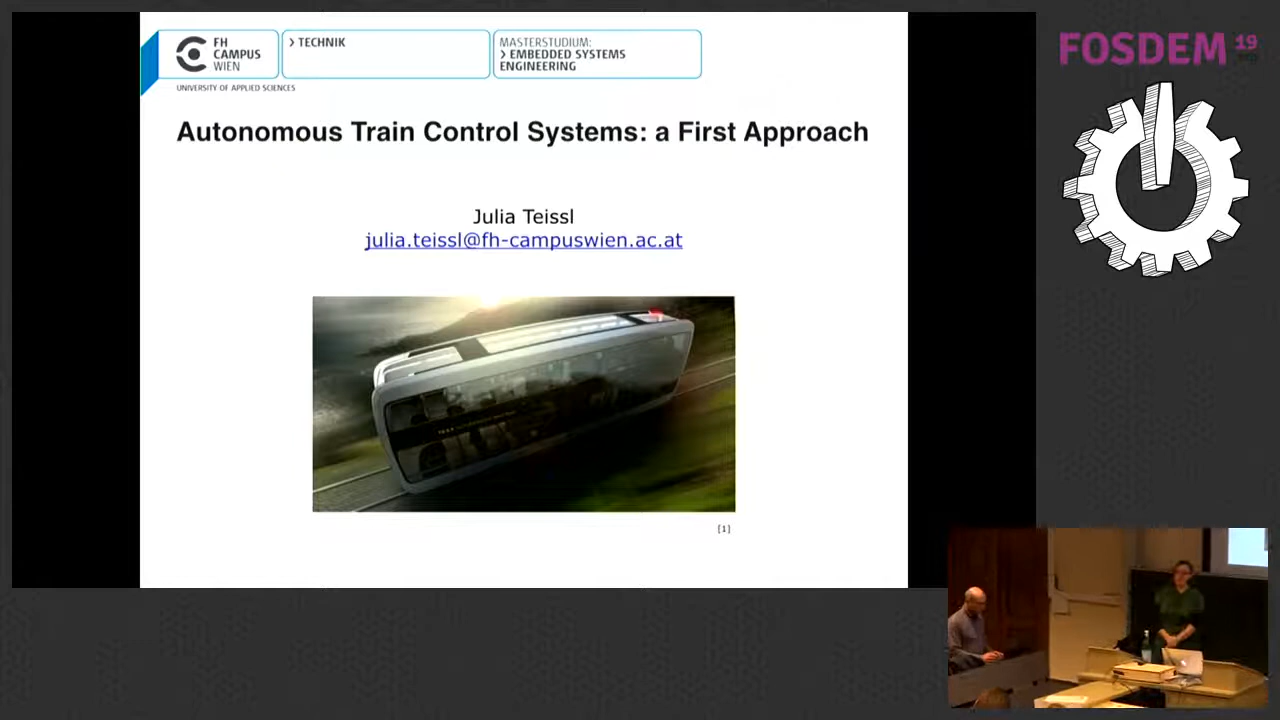 FH
CAMPUS
WIEN
> TECHNIK
MASTERSTUDIUM:
> EMBEDDED SYSTEMS
ENGINEERING
UNIVERSITY OF APPLIED SCIENCES
FOSDEM 19
Autonomous Train Control Systems: a First Approach
Julia Teissl
julia.teissl@fh-campuswien.ac.at
[1]